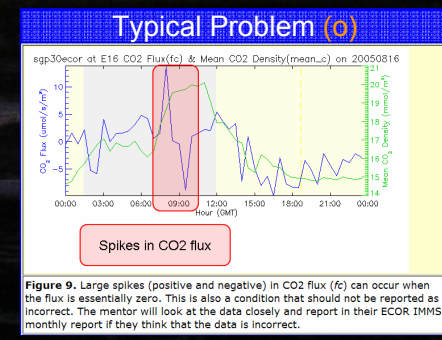 Typical Problem (o)
sgp30ecor at E16 CO2 Flux(fc) & Mean CO2 Density(mean_c) on 20050816
CO2 Flux (umol/s/m²)
10
5
0
-5
21
20
19
18
17
16
15
14
Mean CO2 Density (mmol/m³)
00:00 03:00 06:00 09:00 12:00 15:00 18:00 21:00 00:00
Hour (GMT)
Spikes in CO2 flux
Figure 9. Large spikes (positive and negative) in CO2 flux (fc) can occur when
the flux is essentially zero. This is also a condition that should not be reported as
incorrect. The mentor will look at the data closely and report in their ECOR IMMS
monthly report if they think that the data is incorrect.